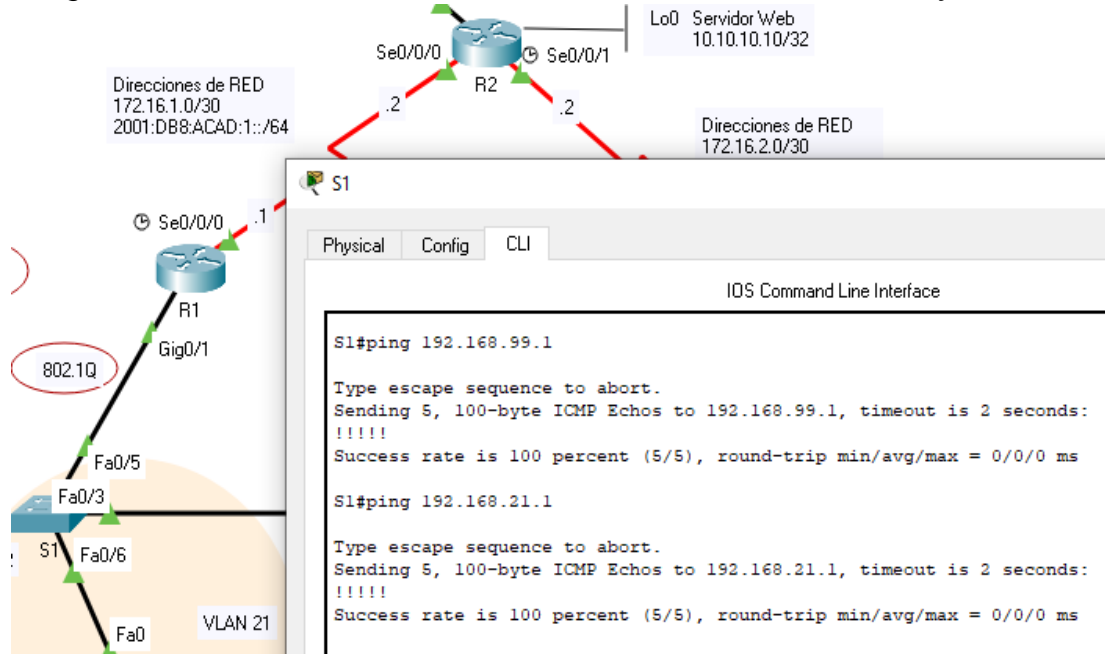 Lo0 Servidor Web
10.10.10.10/32
Se0/0/0
Se0/0/1
R2
Direcciones de RED
172.16.1.0/30
2001:DB8:ACAD:1::/64
.2
.2
Direcciones de RED
172.16.2.0/30
S1
Se0/0/0
.1
Physical Config CLI
IOS Command Line Interface
R1
Gig0/1
802.1Q
S1#ping 192.168.99.1
Type escape sequence to abort.
Sending 5, 100-byte ICMP Echos to 192.168.99.1, timeout is 2 seconds:
!!!!!
Success rate is 100 percent (5/5), round-trip min/avg/max = 0/0/0 ms
S1#ping 192.168.21.1
Type escape sequence to abort.
Sending 5, 100-byte ICMP Echos to 192.168.21.1, timeout is 2 seconds:
!!!!!
Success rate is 100 percent (5/5), round-trip min/avg/max = 0/0/0 ms
Fa0/5
Fa0/3
S1
Fa0/6
VLAN 21
Fa0